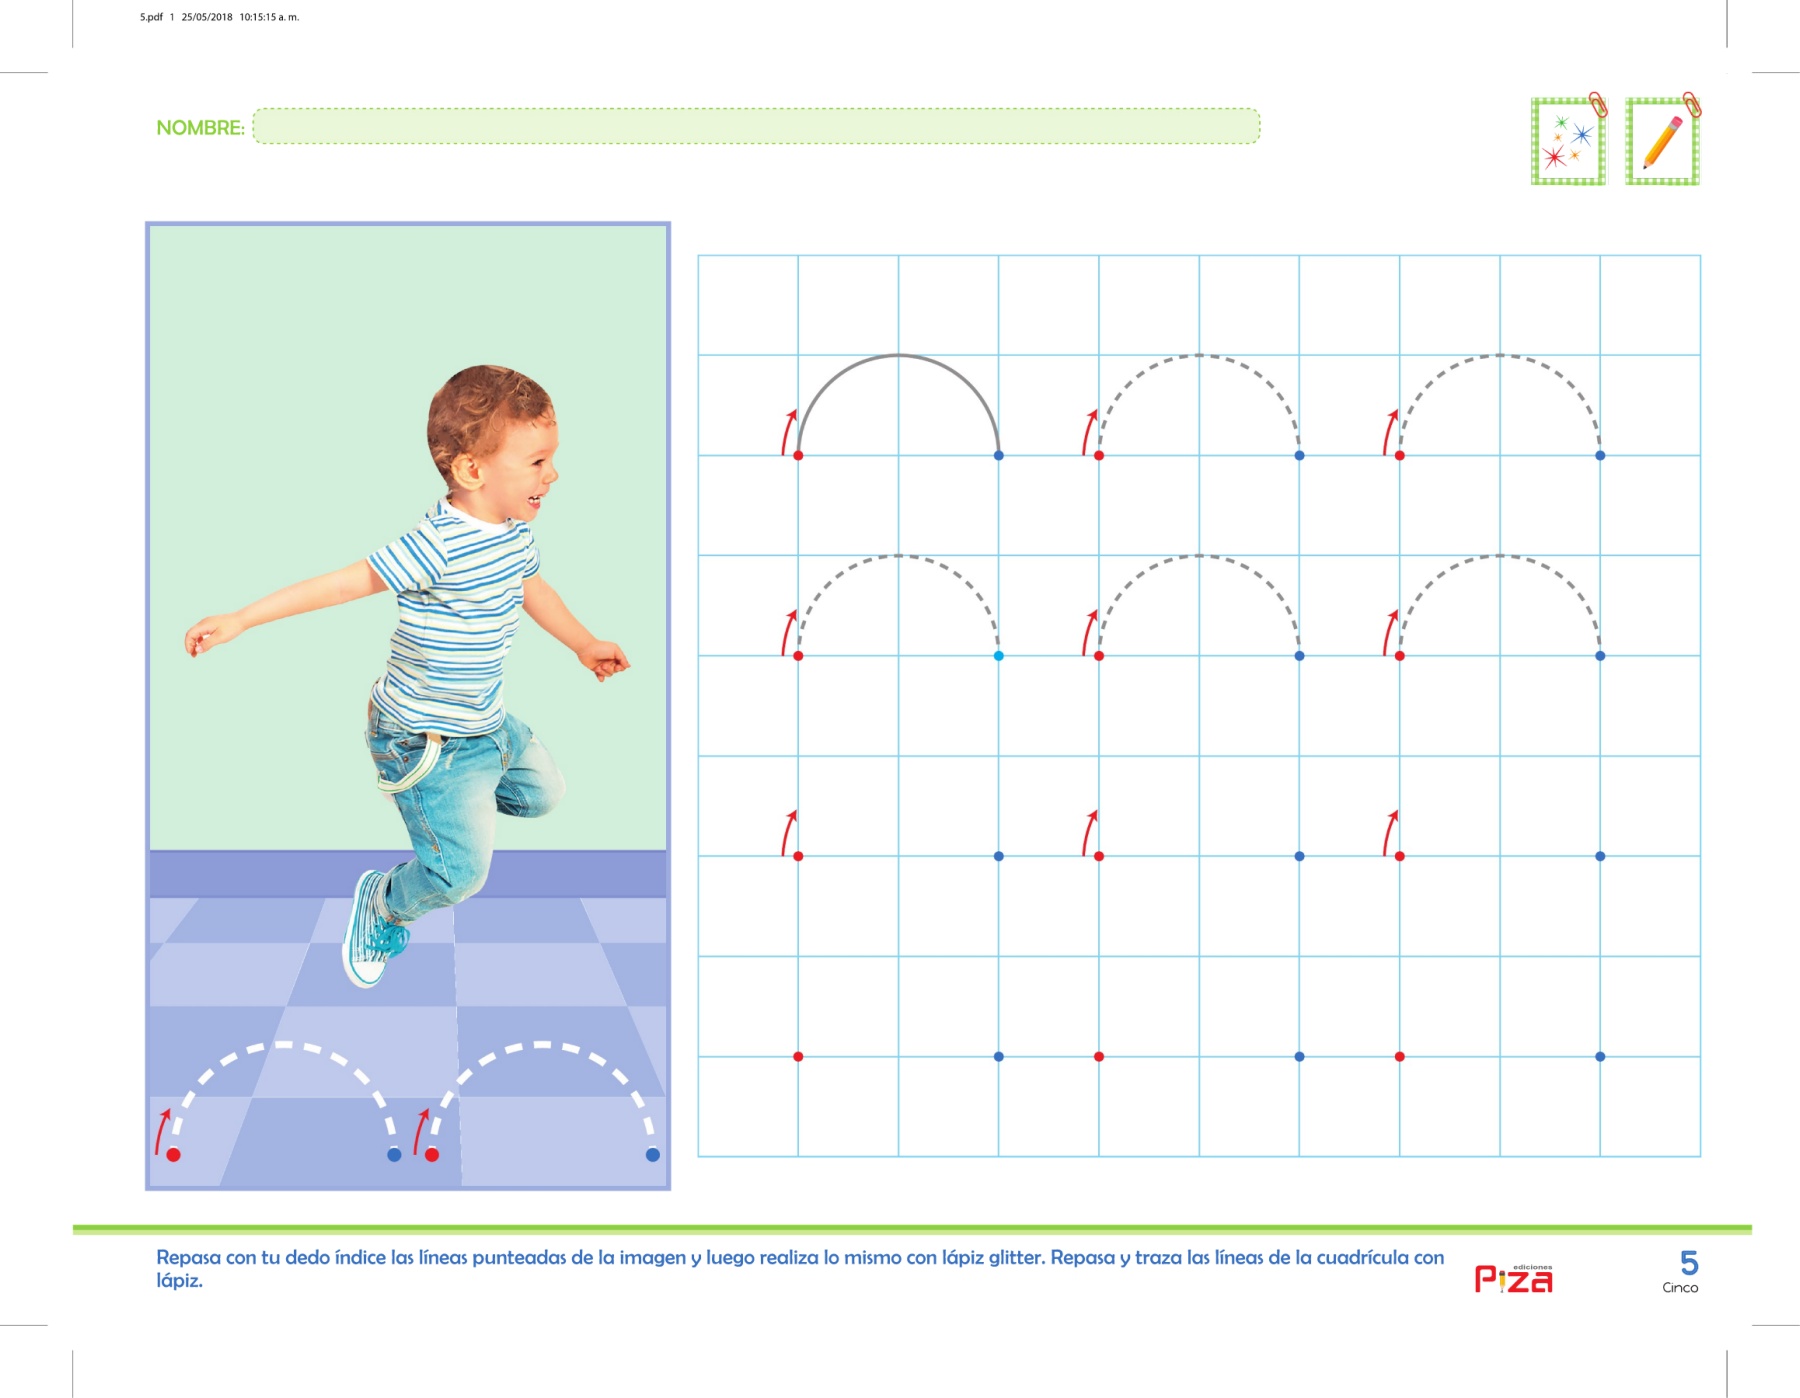 5.pdf 1 25/05/2018 10:15:15 a. m.
NOMBRE:
Repasa con tu dedo índice las líneas punteadas de la imagen y luego realiza lo mismo con lápiz glitter. Repasa y traza las líneas de la cuadrícula con
lápiz.
ediciones
Piza
5
Cinco